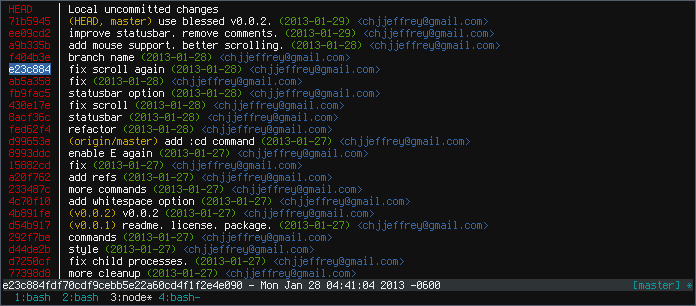 HEAD Local uncommitted changes
71b5945 (HEAD, master) use blessed v0.0.2. (2013-01-29) <chjjeffrey@gmail.com>
ee09cd2 improve statusbar. remove comments. (2013-01-29) <chjjeffrey@gmail.com>
a9b335b add mouse support. better scrolling. (2013-01-28) <chjjeffrey@gmail.com>
f404b3e branch name (2013-01-28) <chjjeffrey@gmail.com>
e23c884 fix scroll again (2013-01-28) <chjjeffrey@gmail.com>
ab5a358 fix (2013-01-28) <chjjeffrey@gmail.com>
fb9fac5 statusbar option (2013-01-28) <chjjeffrey@gmail.com>
430e17e fix scroll (2013-01-28) <chjjeffrey@gmail.com>
8acf36c statusbar (2013-01-28) <chjjeffrey@gmail.com>
fed62f4 refactor (2013-01-28) <chjjeffrey@gmail.com>
d99653e (origin/master) add :cd command (2013-01-27) <chjjeffrey@gmail.com>
8993ddc enable E again (2013-01-27) <chjjeffrey@gmail.com>
15682cd fix (2013-01-27) <chjjeffrey@gmail.com>
a20f762 add refs (2013-01-27) <chjjeffrey@gmail.com>
233487c more commands (2013-01-27) <chjjeffrey@gmail.com>
4c70f10 add whitespace option (2013-01-27) <chjjeffrey@gmail.com>
4b891fe (v0.0.2) v0.0.2 (2013-01-27) <chjjeffrey@gmail.com>
d54b917 (v0.0.1) readme. license. package. (2013-01-27) <chjjeffrey@gmail.com>
292f7be commands (2013-01-27) <chjjeffrey@gmail.com>
d44de2b style (2013-01-27) <chjjeffrey@gmail.com>
d7250cf fix child processes. (2013-01-27) <chjjeffrey@gmail.com>
77398d8 more cleanup (2013-01-27) <chjjeffrey@gmail.com>
e23c884fdf70cdf9cebb5e22a60cd4f1f2e4e090 - Mon Jan 28 04:41:04 2013 -0600 [master] *
1:bash 2:bash 3:node* 4:bash-